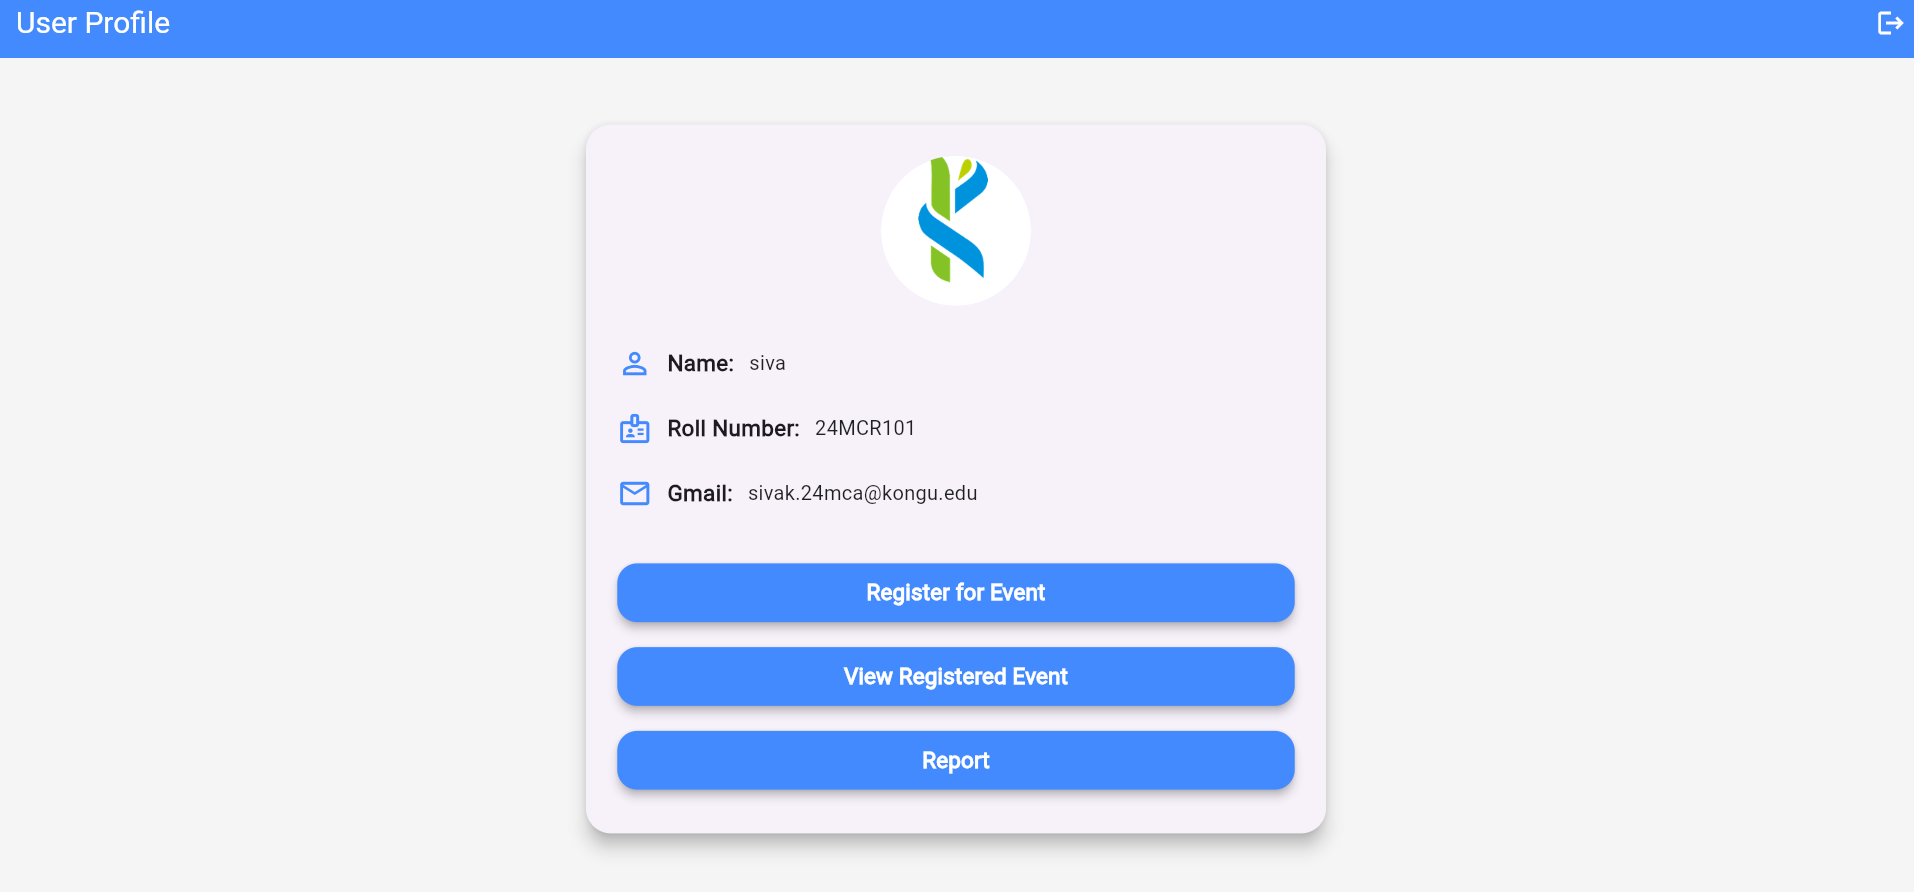 User Profile
Name: siva
Roll Number: 24MCR101
Gmail: sivak.24mca@kongu.edu
Register for Event
View Registered Event
Report